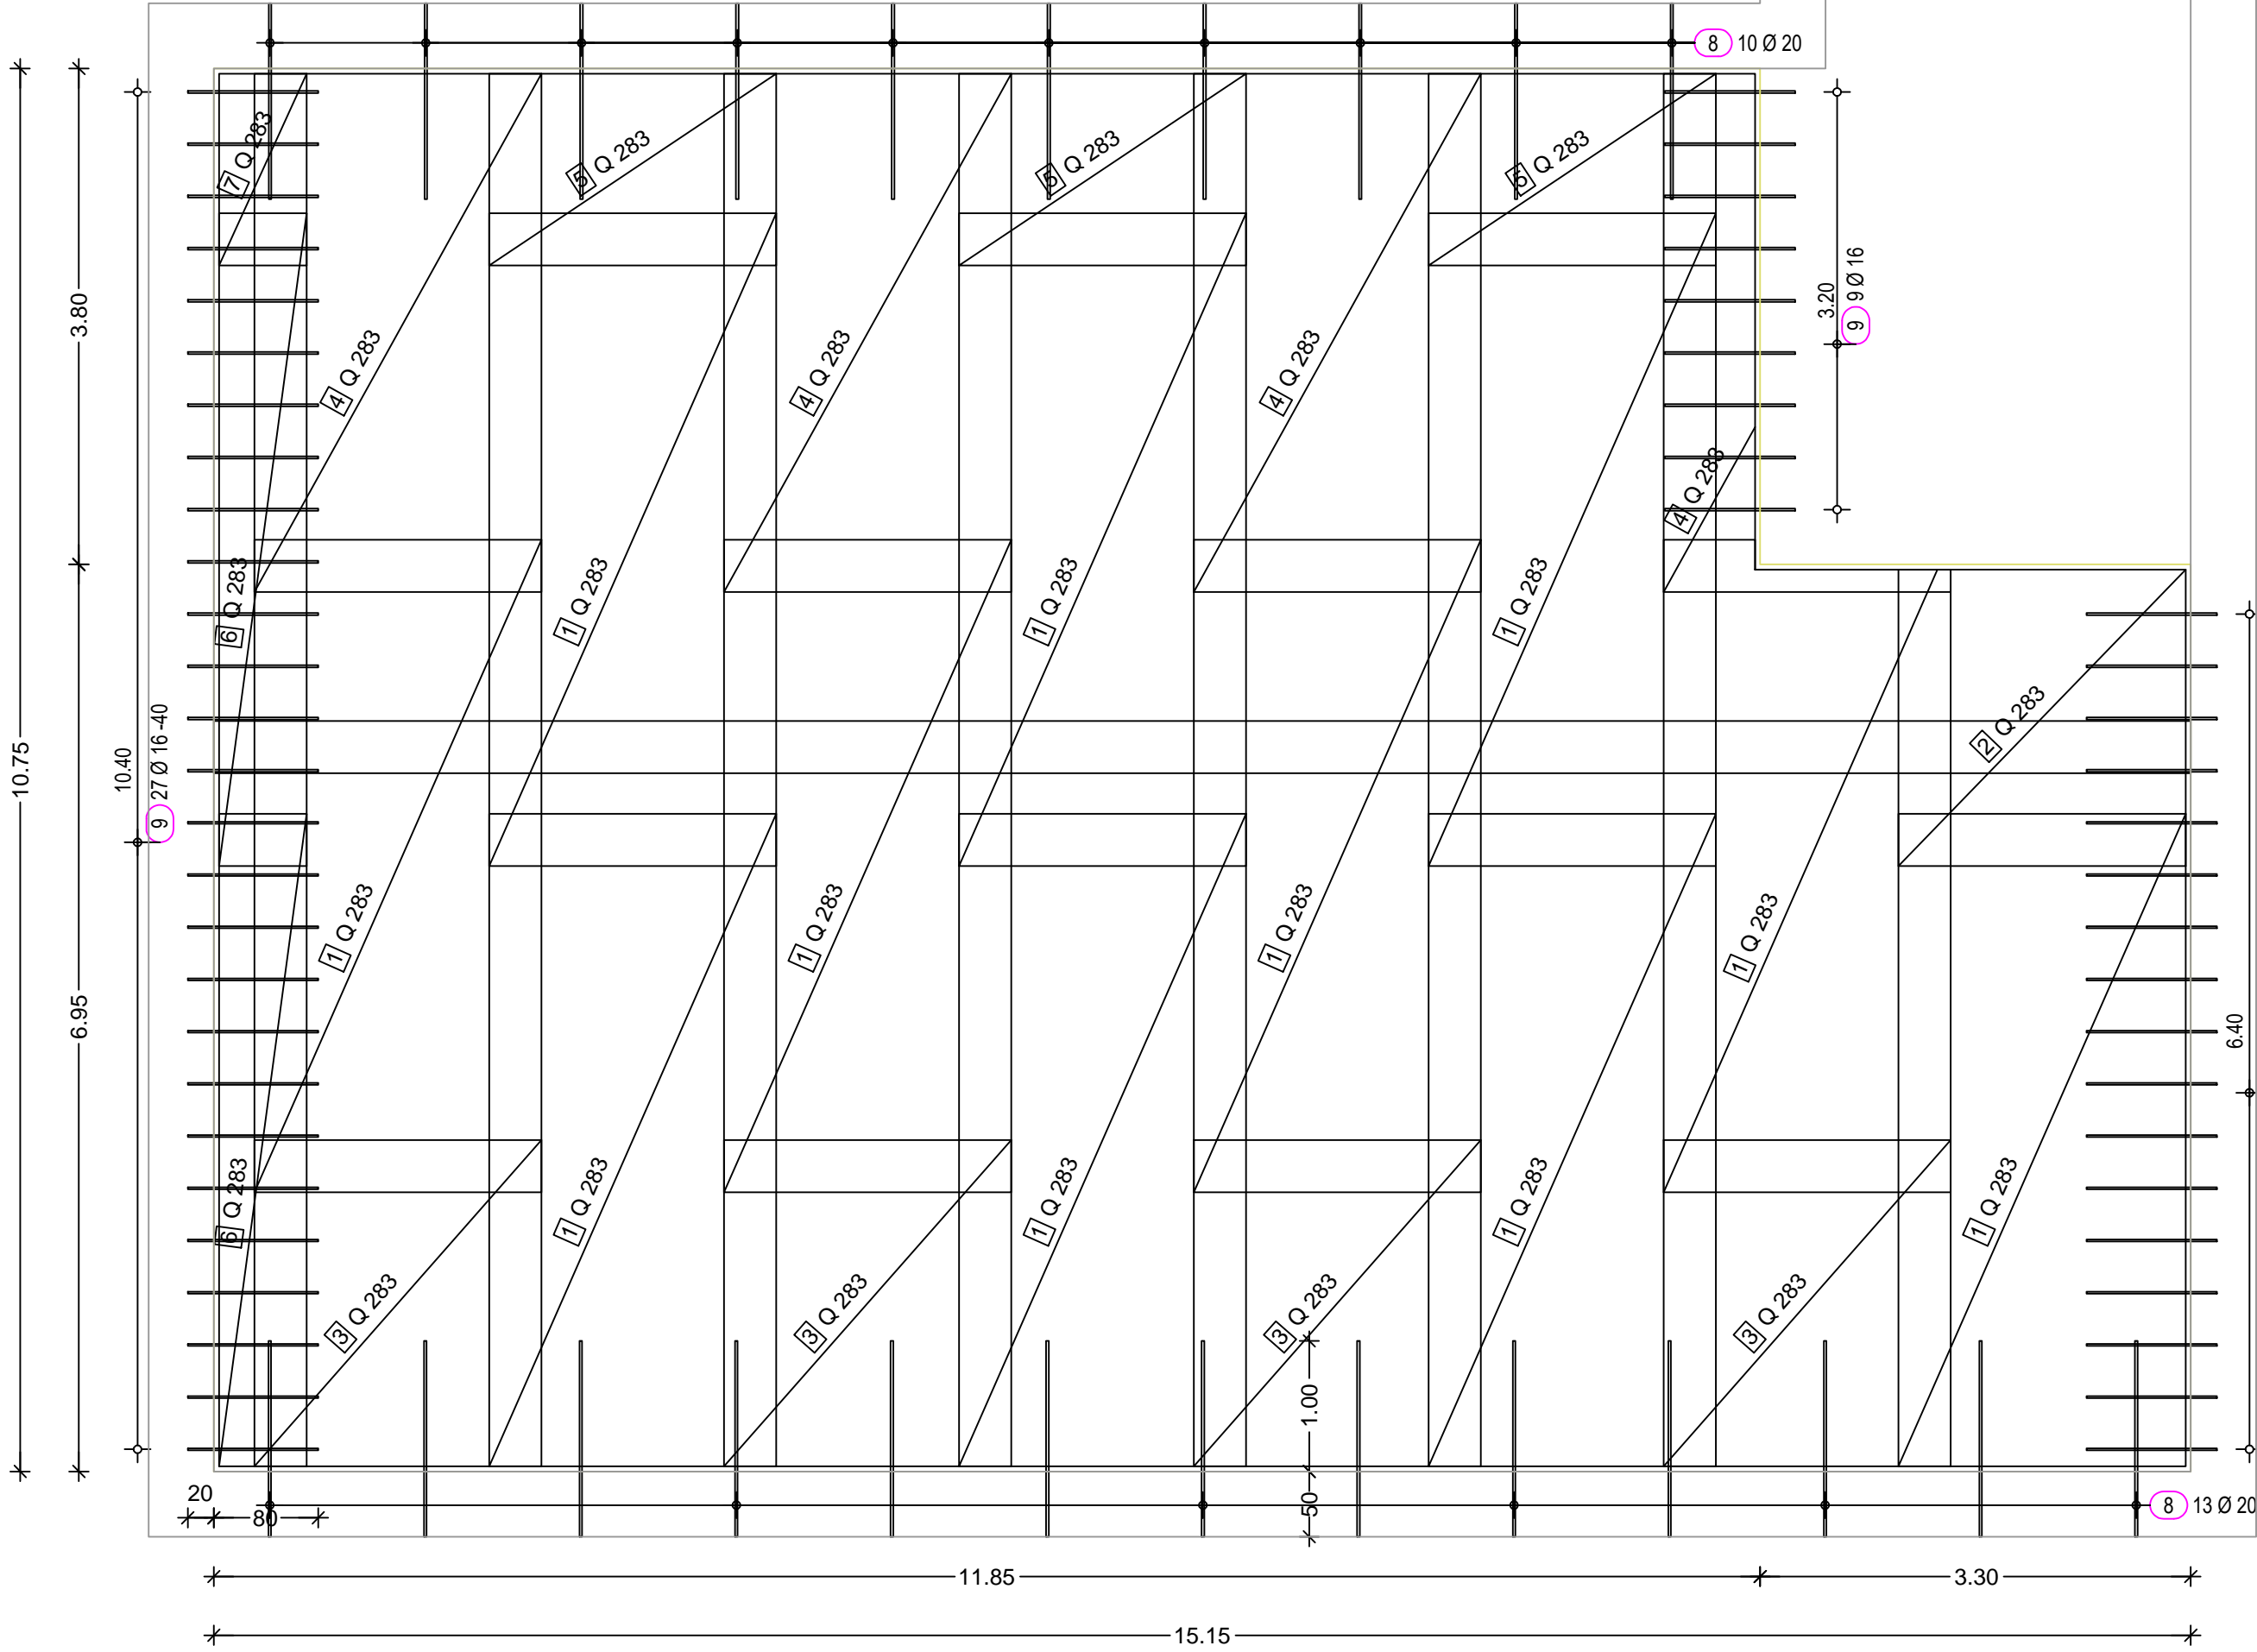 8 10 Ø 20
7 Q 283
5 Q 283
5 Q 283
5 Q 283
3.80
3.20
9 9 Ø 16
4 Q 283
4 Q 283
4 Q 283
4 Q 283
6 Q 283
1 Q 283
1 Q 283
1 Q 283
2 Q 283
10.75
10.40
9 27 Ø 16 -40
1 Q 283
1 Q 283
1 Q 283
1 Q 283
6.95
6.40
6 Q 283
1 Q 283
1 Q 283
1 Q 283
1 Q 283
3 Q 283
3 Q 283
3 Q 283
3 Q 283
1.00
20
80
50
8 13 Ø 20
11.85
3.30
15.15